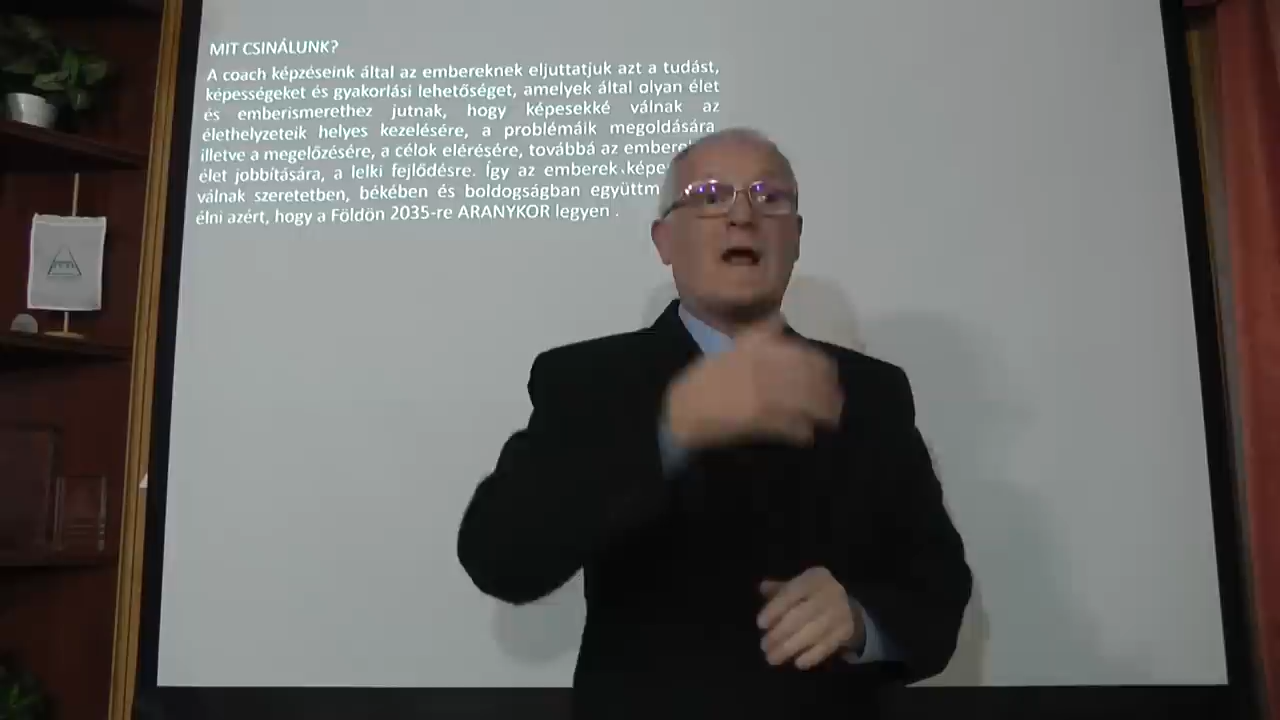 MIT CSINÁLUNK?
A coach képzéseink által az embereknek eljuttatjuk azt a tudást,
képességeket és gyakorlási lehetőséget, amelyek által olyan élet
és emberismerethez jutnak, hogy képesekké válnak az
élethelyzeteik helyes kezelésére, a problémáik megoldására
illetve a megelőzésére, a célok elérésére, továbbá az
élet jobbítására, a lelki fejlődésre. Így az emberek
válnak szeretetben, békében és boldogságban
élni azért, hogy a Földön 2035-re ARANYKOR legyen .